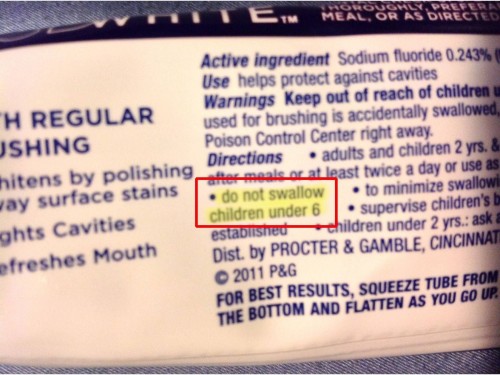 WHITE™
THOROUGHLY, PREFERA
MEAL, OR AS DIRECTE
TH REGULAR
USHING
hitens by polishing
way surface stains
ghts Cavities
efreshes Mouth
Active ingredient Sodium fluoride 0.243% (
Use helps protect against cavities
Warnings Keep out of reach of children u
used for brushing is accidentally swallowed,
Poison Control Center right away.
Directions • adults and children 2 yrs. &
after meals or at least twice a day or use as
• do not swallow • to minimize swallowi
children under 6 • supervise children's b
established • children under 2 yrs.: ask
Dist. by PROCTER & GAMBLE, CINCINNAT
© 2011 P&G
FOR BEST RESULTS, SQUEEZE TUBE FROM
THE BOTTOM AND FLATTEN AS YOU GO UP.